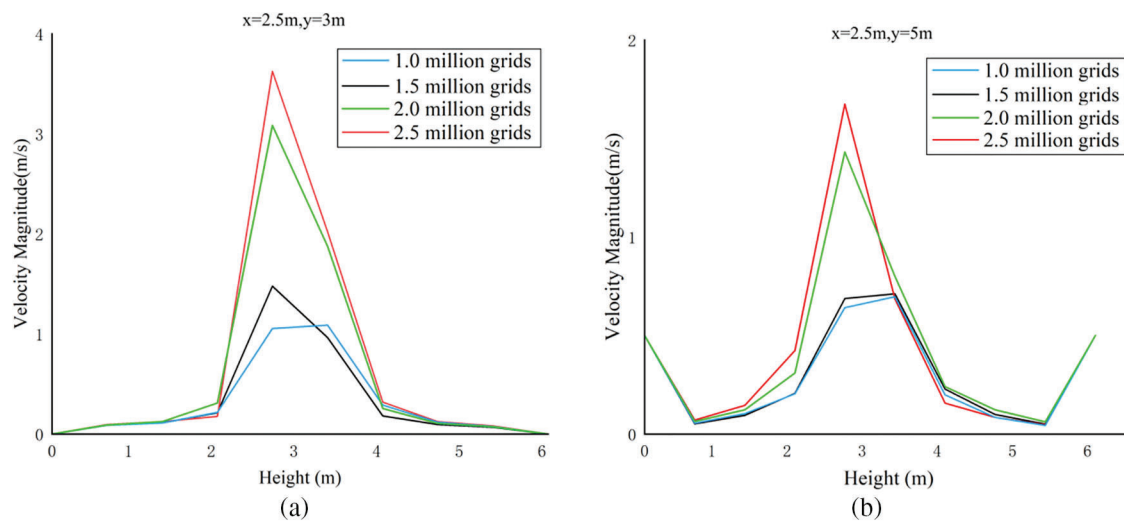 x=2.5m,y=3m
4
3
2
1
0
Velocity Magnitude(m/s)
1.0 million grids
1.5 million grids
2.0 million grids
2.5 million grids
0 1 2 3 4 5 6
Height (m)
(a)
x=2.5m,y=5m
2
1
0
Velocity Magnitude(m/s)
1.0 million grids
1.5 million grids
2.0 million grids
2.5 million grids
0 1 2 3 4 5 6
Height (m)
(b)